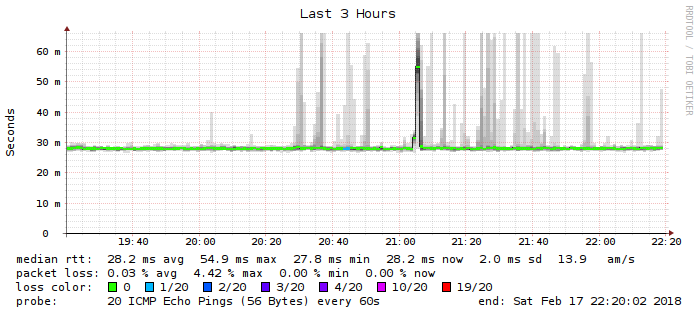 Last 3 Hours
RRDTOOL / TOBI OETIKER
Seconds
60 m
50 m
40 m
30 m
20 m
10 m
0
19:40 20:00 20:20 20:40 21:00 21:20 21:40 22:00 22:20
median rtt: 28.2 ms avg 54.9 ms max 27.8 ms min 28.2 ms now 2.0 ms sd 13.9 am/s
packet loss: 0.03 % avg 4.42 % max 0.00 % min 0.00 % now
loss color: 0 1/20 2/20 3/20 4/20 10/20 19/20
probe: 20 ICMP Echo Pings (56 Bytes) every 60s end: Sat Feb 17 22:20:02 2018